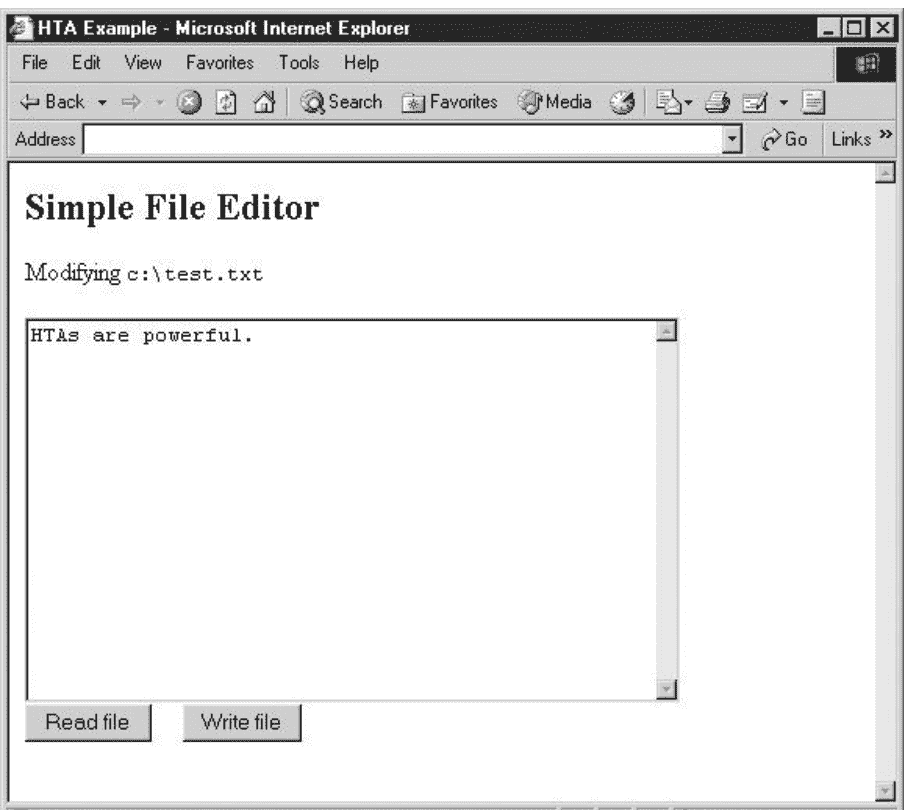 HTA Example - Microsoft Internet Explorer
File Edit View Favorites Tools Help
Back Search Favorites Media
Address Go Links »
Simple File Editor
Modifying c:\test.txt
HTAs are powerful.
Read file Write file